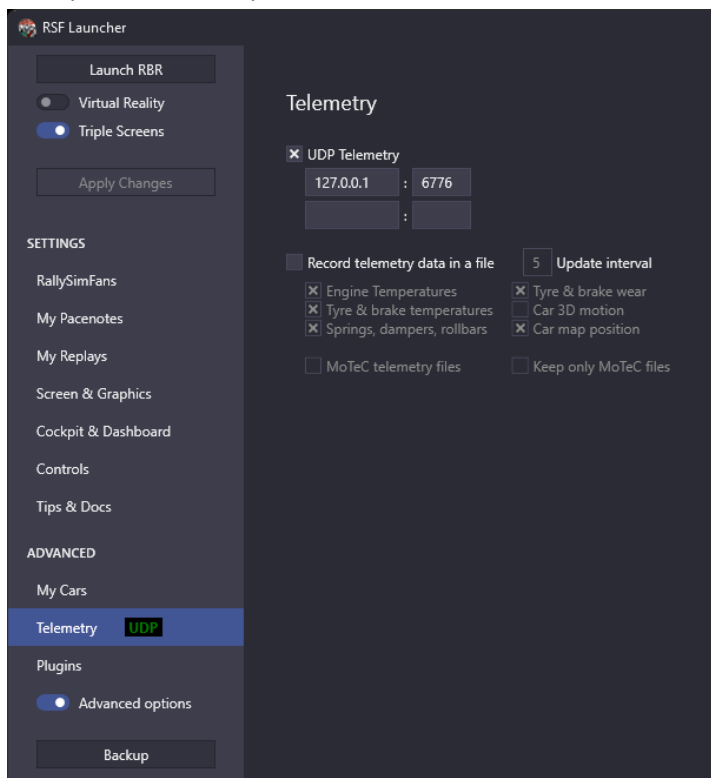 RSF Launcher
Launch RBR
Virtual Reality
Triple Screens
Apply Changes
SETTINGS
RallySimFans
My Pacenotes
My Replays
Screen & Graphics
Cockpit & Dashboard
Controls
Tips & Docs
ADVANCED
My Cars
Telemetry UDP
Plugins
Advanced options
Backup
Telemetry
UDP Telemetry
127.0.0.1 : 6776
:
Record telemetry data in a file 5 Update interval
Engine Temperatures Tyre & brake wear
Tyre & brake temperatures Car 3D motion
Springs, dampers, rollbars Car map position
MoTeC telemetry files Keep only MoTeC files